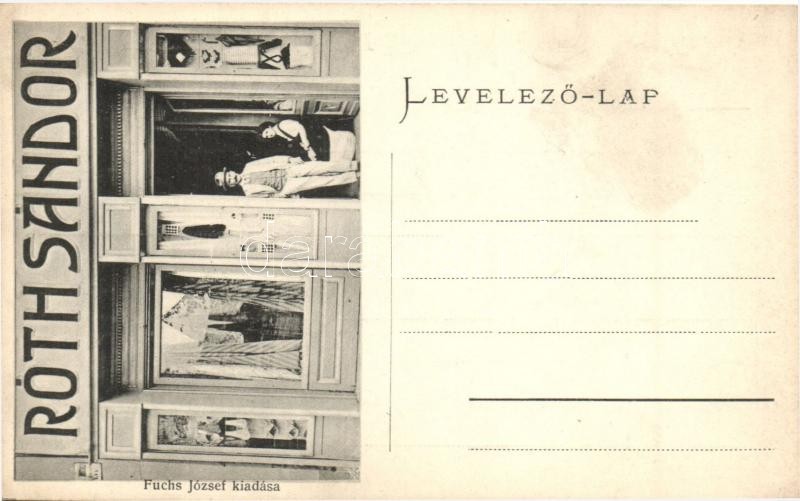 RÓTH SÁNDOR
LEVELEZŐ-LAP
Fuchs József kiadása